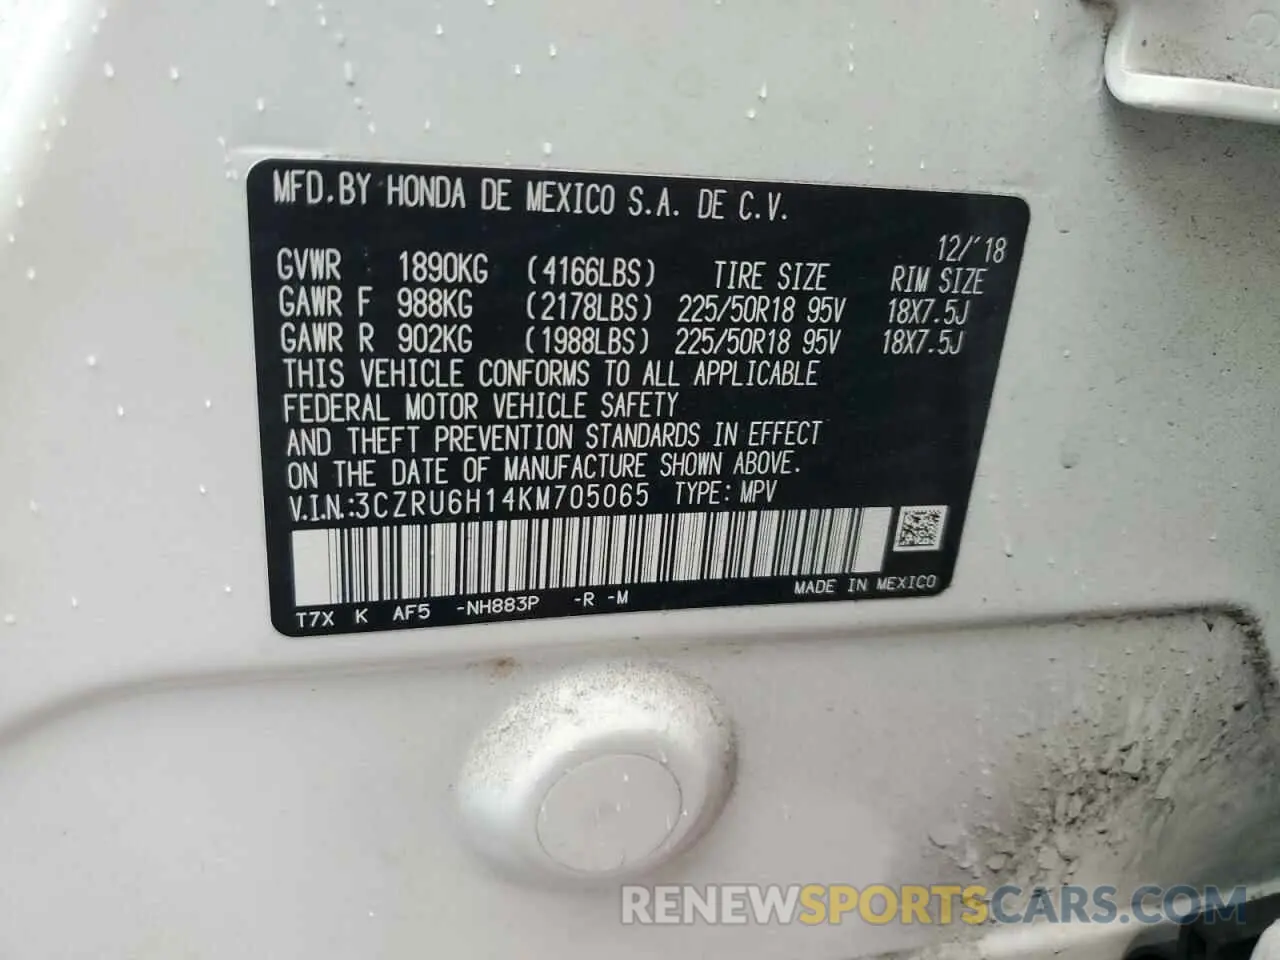 MFD.BY HONDA DE MEXICO S.A. DE C.V.
12/'18
GVWR 1890KG (4166LBS) TIRE SIZE RIM SIZE
GAWR F 988KG (2178LBS) 225/50R18 95V 18X7.5J
GAWR R 902KG (1988LBS) 225/50R18 95V 18X7.5J
THIS VEHICLE CONFORMS TO ALL APPLICABLE
FEDERAL MOTOR VEHICLE SAFETY
AND THEFT PREVENTION STANDARDS IN EFFECT
ON THE DATE OF MANUFACTURE SHOWN ABOVE.
V.I.N.:3CZRU6H14KM705065 TYPE: MPV
MADE IN MEXICO
T7X K AF5 -NH883P -R -M
RENEWSPORTSCARS.COM